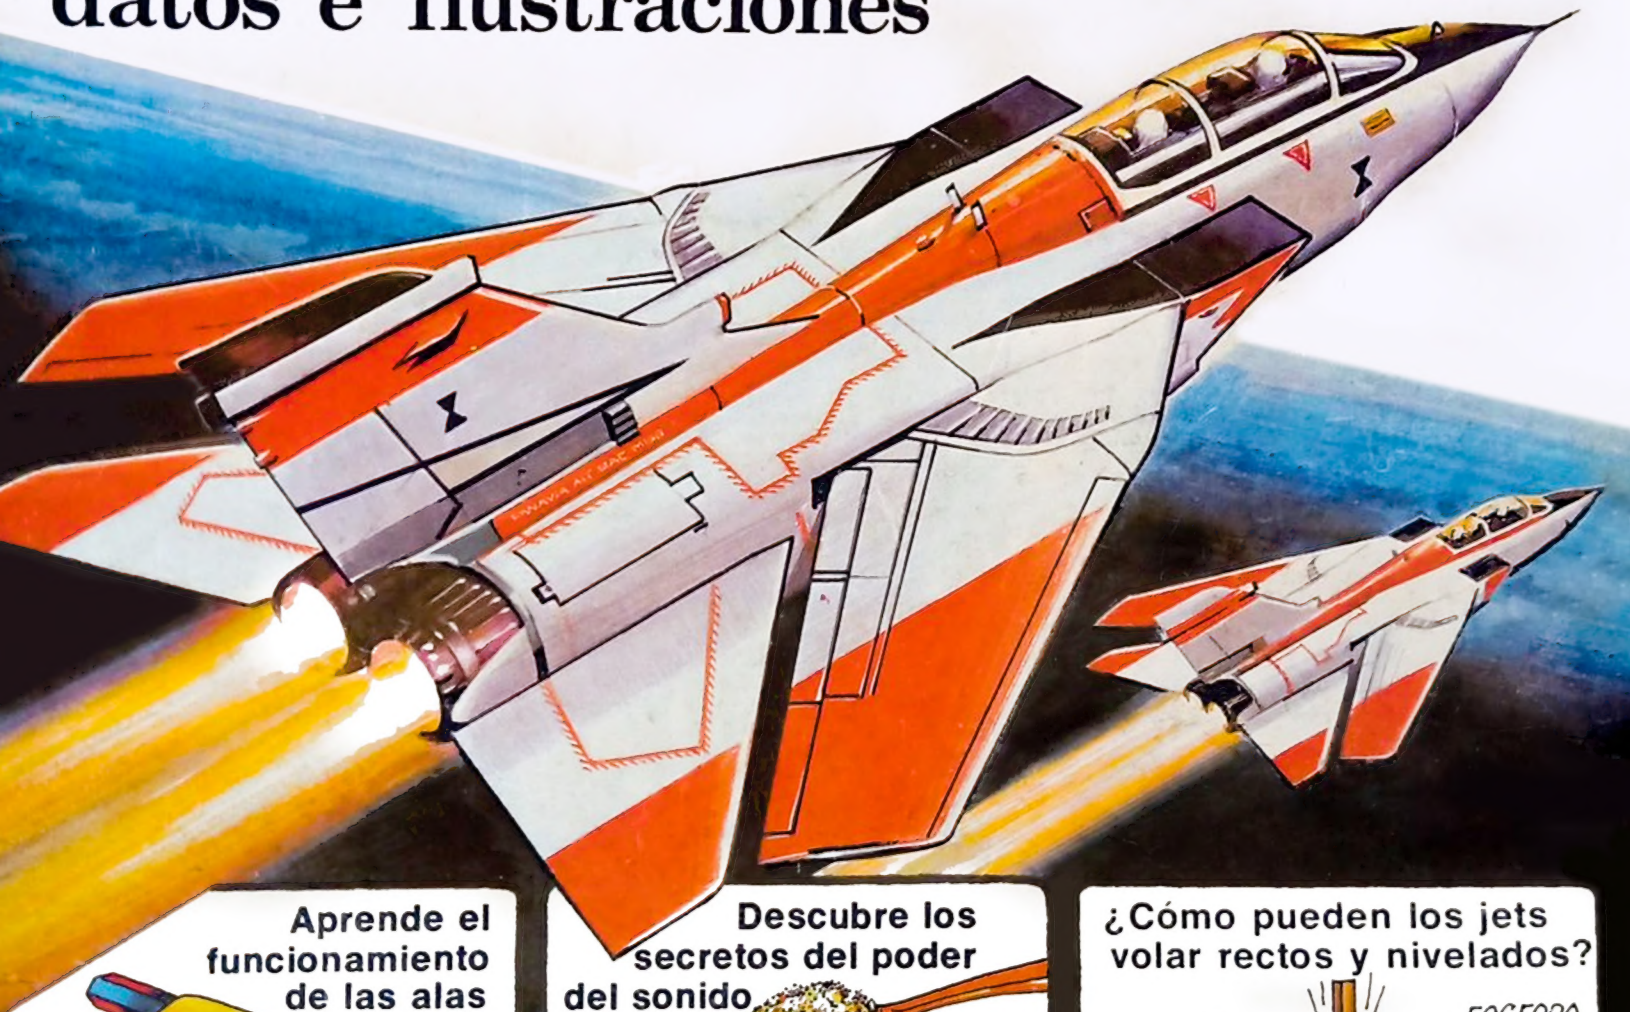 datos e ilustraciones
Aprende el
funcionamiento
de las alas
Descubre los
secretos del poder
del sonido
¿Cómo pueden los jets
volar rectos y nivelados?